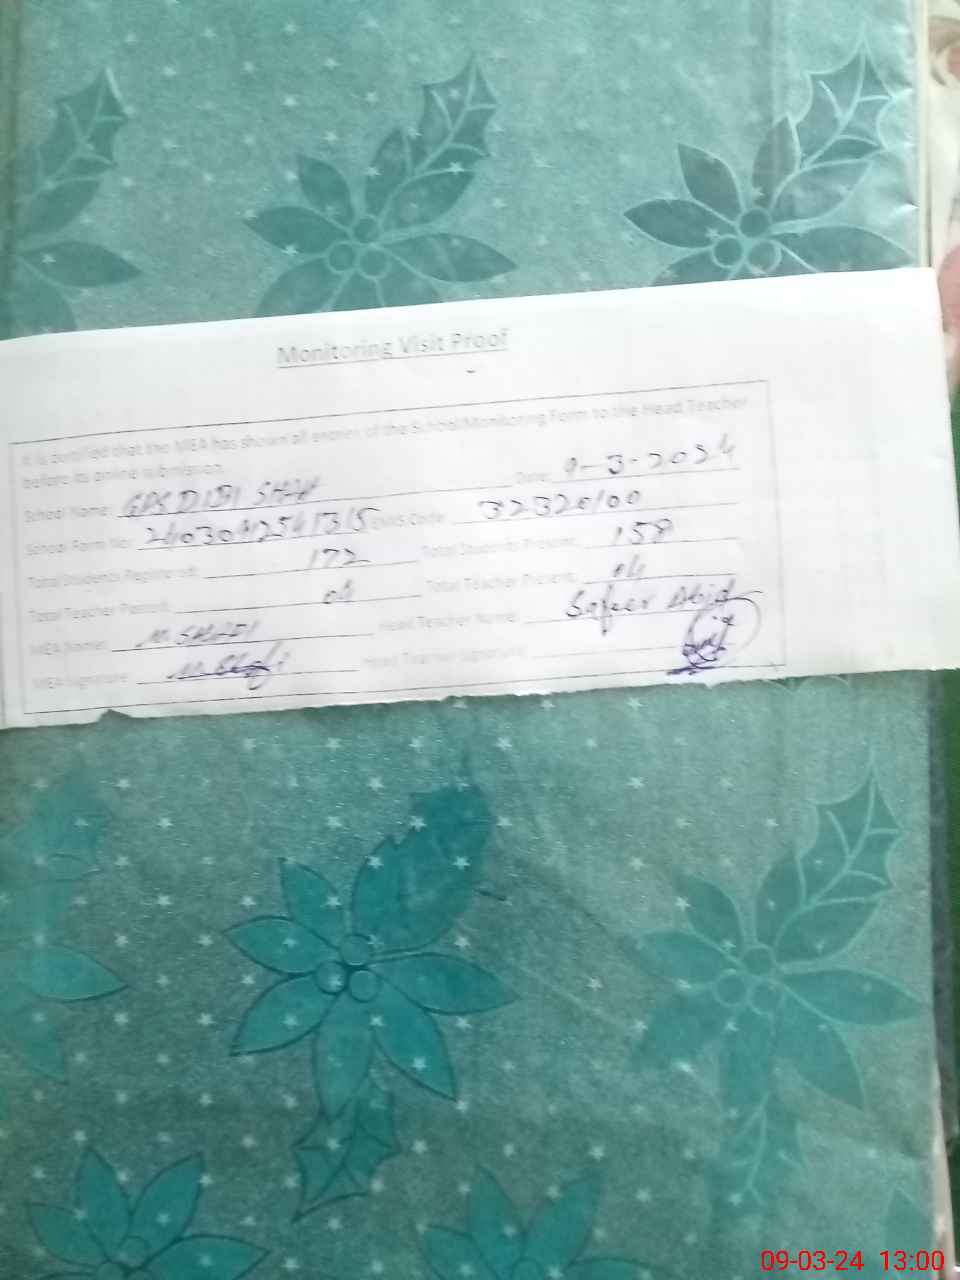 Monitoring Visit Proof
It is certified that the MEA has shown all entries of the School Monitoring Form to the Head Teacher
before its online submission.
School Name: GPS DIBI SHAH Date: 9-3-2024
School Form No: EMIS Code: 32320100
Total Students Registered: 172 Total Students Present: 158
Total Teacher Posted: 04 Total Teacher Present: 04
MEA Name: M. SHAFI Head Teacher Name: Safeer Abid
MEA Signature: M. Shafi Head Teacher Signature:
09-03-24 13:00